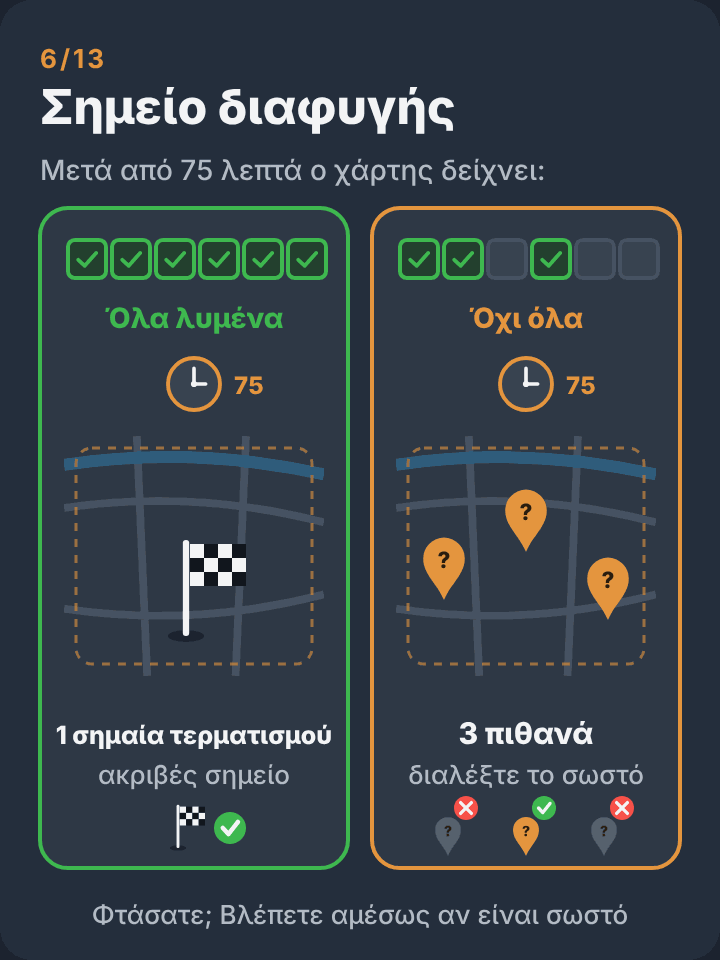 6/13
Σημείο διαφυγής
Μετά από 75 λεπτά ο χάρτης δείχνει:
Όλα λυμένα
75
1 σημαία τερματισμού
ακριβές σημείο
Όχι όλα
75
?
?
?
3 πιθανά
διαλέξτε το σωστό
?
?
?
Φτάσατε; Βλέπετε αμέσως αν είναι σωστό